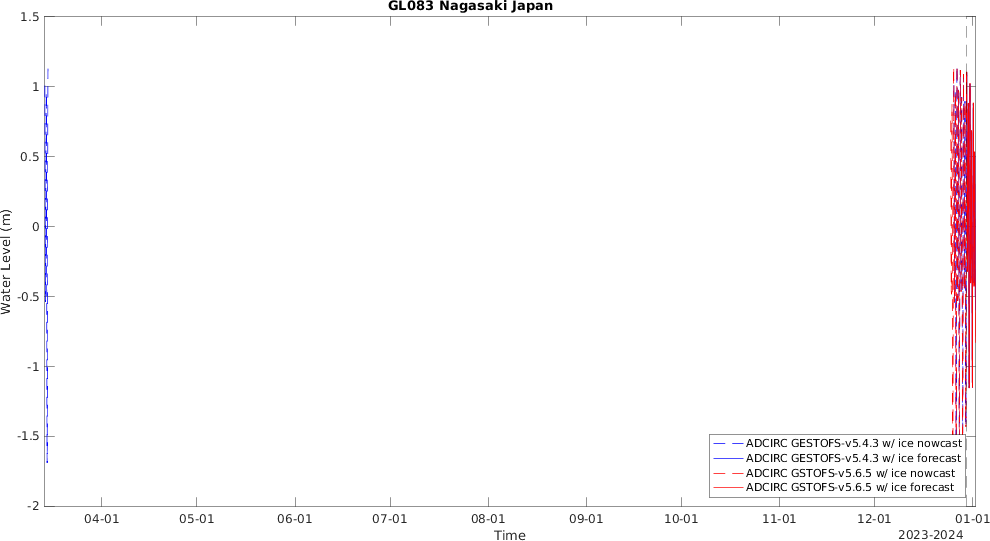 GL083 Nagasaki Japan
1.5
1
0.5
0
-0.5
-1
-1.5
-2
Water Level (m)
ADCIRC GESTOFS-v5.4.3 w/ ice nowcast
ADCIRC GESTOFS-v5.4.3 w/ ice forecast
ADCIRC GSTOFS-v5.6.5 w/ ice nowcast
ADCIRC GSTOFS-v5.6.5 w/ ice forecast
04-01 05-01 06-01 07-01 08-01 09-01 10-01 11-01 12-01 01-01
Time
2023-2024